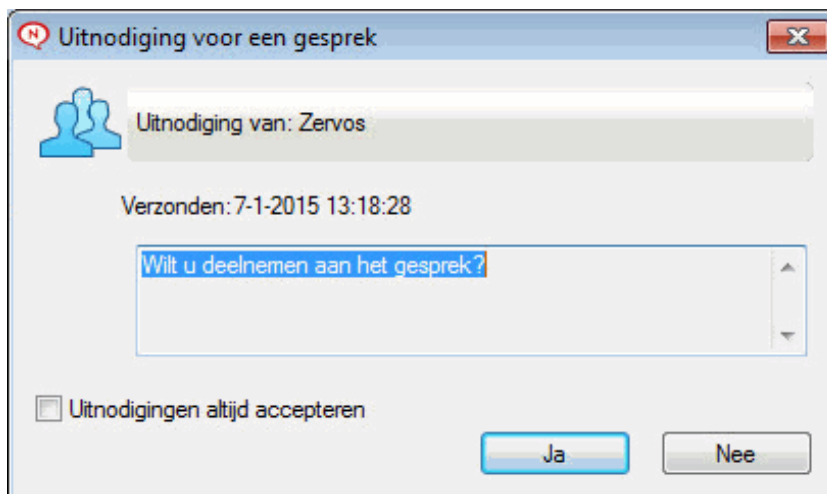 Uitnodiging voor een gesprek
Uitnodiging van: Zervos
Verzonden: 7-1-2015 13:18:28
Wilt u deelnemen aan het gesprek?
Uitnodigingen altijd accepteren
Ja
Nee